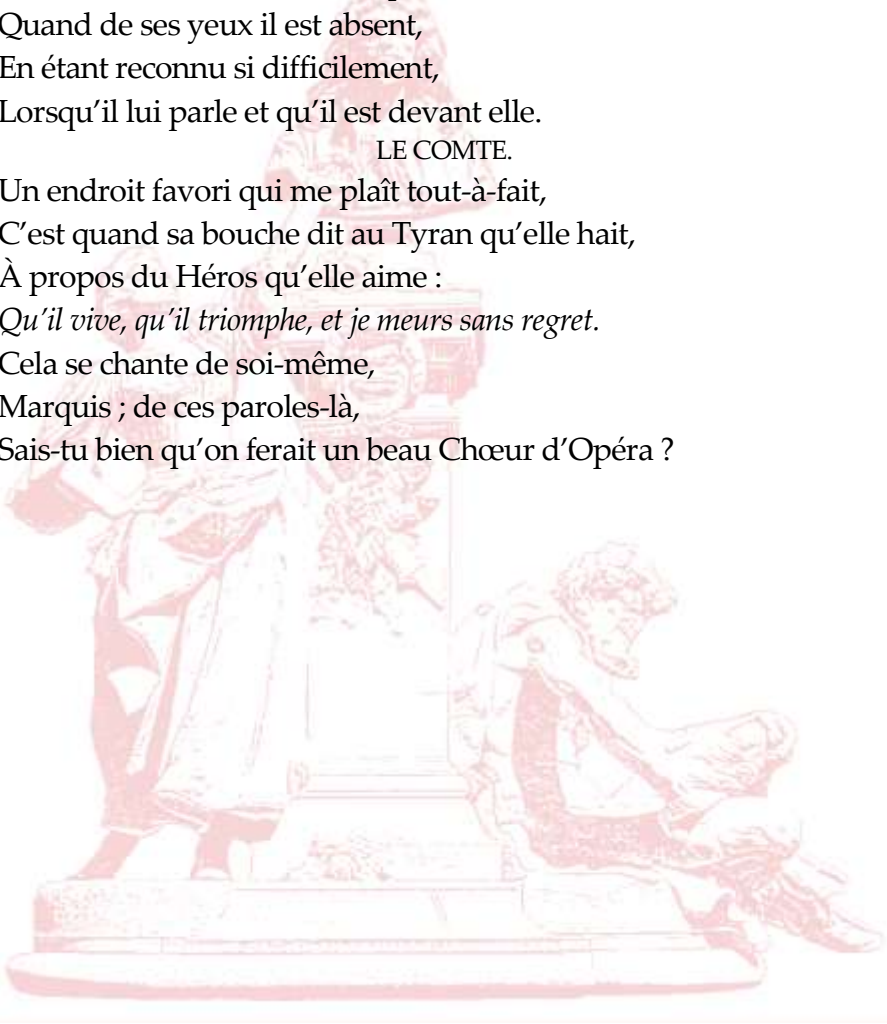 Quand de ses yeux il est absent,
En étant reconnu si difficilement,
Lorsqu'il lui parle et qu'il est devant elle.
LE COMTE.
Un endroit favori qui me plaît tout-à-fait,
C'est quand sa bouche dit au Tyran qu'elle hait,
À propos du Héros qu'elle aime :
Qu'il vive, qu'il triomphe, et je meurs sans regret.
Cela se chante de soi-même,
Marquis ; de ces paroles-là,
Sais-tu bien qu'on ferait un beau Chœur d'Opéra ?